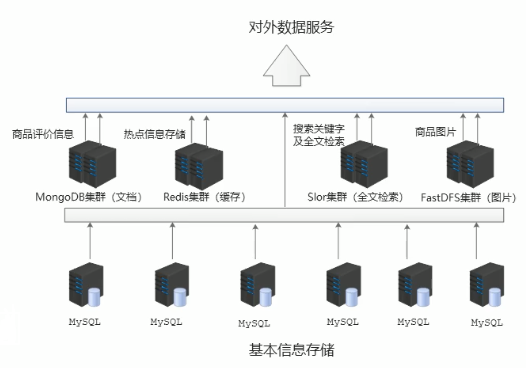 对外数据服务
商品评价信息
热点信息存储
搜索关键字
及全文检索
商品图片
MongoDB集群（文档）
Redis集群（缓存）
Slor集群（全文检索）
FastDFS集群（图片）
MySQL
MySQL
MySQL
MySQL
MySQL
MySQL
基本信息存储